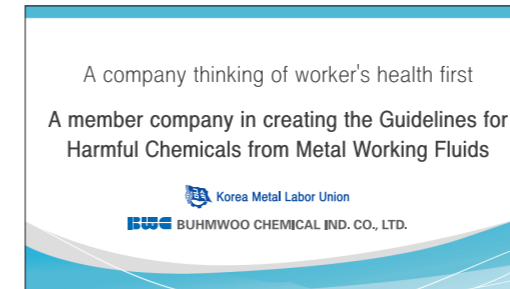 A company thinking of worker's health first
A member company in creating the Guidelines for
Harmful Chemicals from Metal Working Fluids
Korea Metal Labor Union
BWC BUHMWOO CHEMICAL IND. CO., LTD.